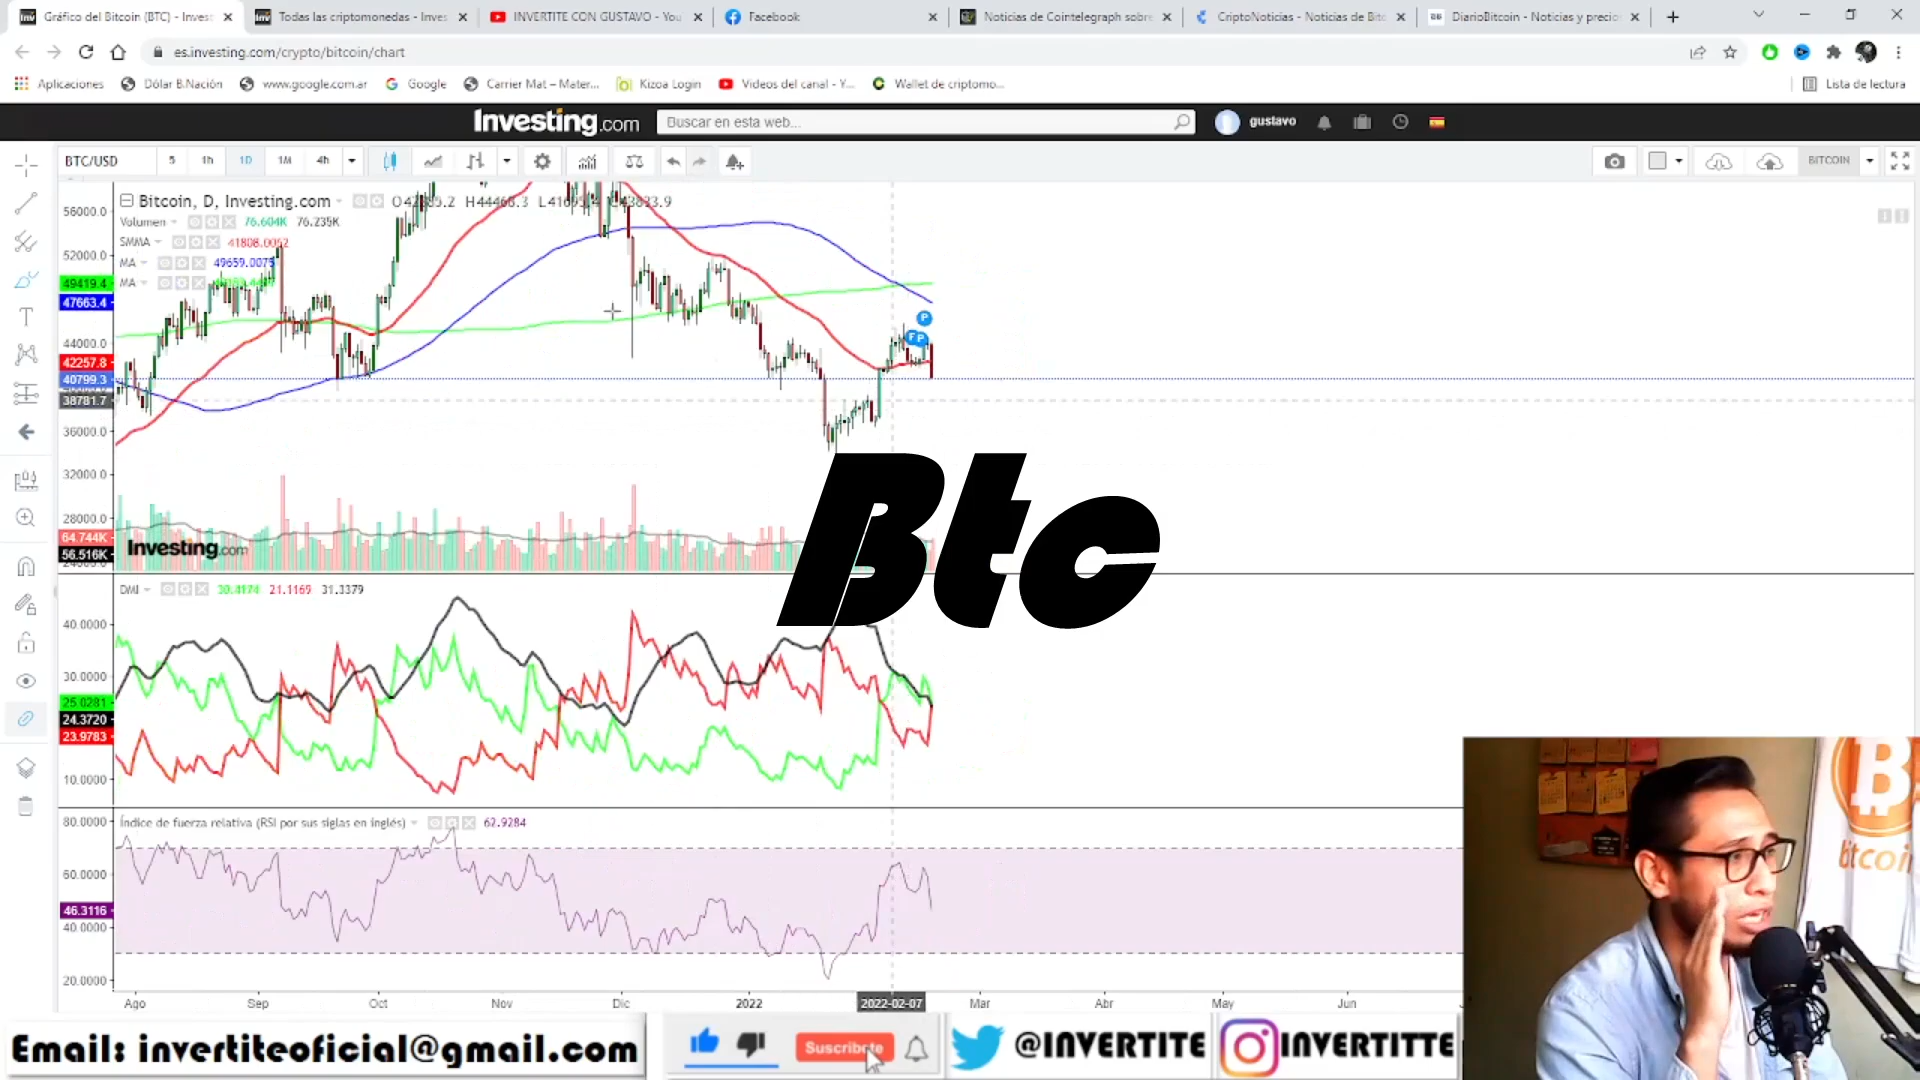 Gráfico del Bitcoin (BTC) - Invest
Todas las criptomonedas - Inves
INVERTITE CON GUSTAVO - You
Facebook
Noticias de Cointelegraph sobre
CriptoNoticias - Noticias de Bitc
DiarioBitcoin - Noticias y precio
es.investing.com/crypto/bitcoin/chart
Aplicaciones
Dólar B.Nación
www.google.com.ar
Google
Carrier Mat – Mater...
Kizoa Login
Videos del canal - Y...
Wallet de criptomo...
Lista de lectura
Investing.com
Buscar en esta web...
gustavo
BTC/USD
5
1h
1D
1M
4h
BITCOIN
Bitcoin, D, Investing.com
H44468.3
Volumen
76.604K
76.235K
SMMA
41808.0052
MA
49659.0075
MA
56000.0
52000.0
49419.4
47663.4
44000.0
42257.8
40799.3
38781.7
36000.0
32000.0
28000.0
64.744K
56.516K
P
P
Investing.com
Btc
DMI
30.4174
21.1169
31.3379
40.0000
30.0000
25.0281
24.3720
23.9783
10.0000
80.0000
Índice de fuerza relativa (RSI por sus siglas en inglés)
62.9284
60.0000
46.3116
40.0000
20.0000
Ago
Sep
Oct
Nov
Dic
2022
2022-02-07
Mar
Abr
May
Jun
bitcoin
Email: invertiteoficial@gmail.com
Suscribete
@INVERTITE
INVERTITTE